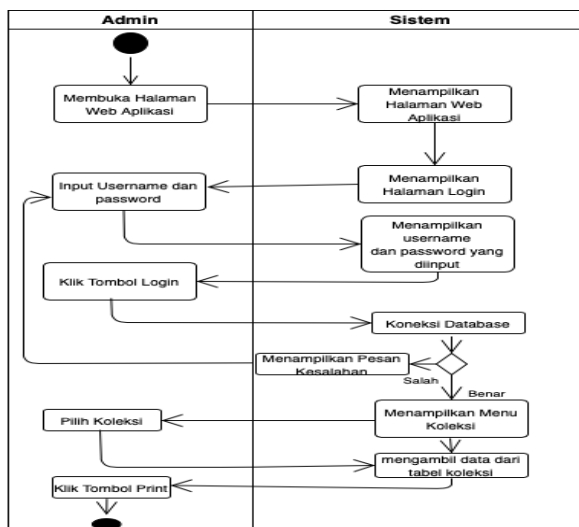 Admin
Sistem
Membuka Halaman
Web Aplikasi
Menampilkan
Halaman Web
Aplikasi
Menampilkan
Halaman Login
Input Username dan
password
Menampilkan
username
dan password yang
diinput
Klik Tombol Login
Koneksi Database
Menampilkan Pesan
Kesalahan
Salah
Benar
Menampilkan Menu
Koleksi
Pilih Koleksi
mengambil data dari
tabel koleksi
Klik Tombol Print